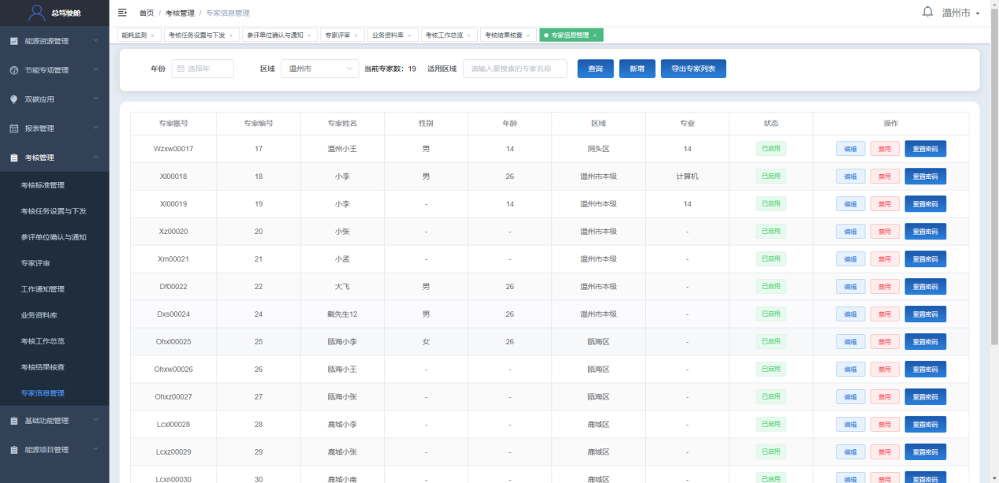 总驾驶舱
首页 / 考核管理 / 专家信息管理
温州市
能耗监测 × 考核任务设置与下发 × 参评单位确认与通知 × 专家评审 × 业务资料库 × 考核工作总览 × 考核结果核查 × 专家信息管理 ×
能源资源管理
节能专项管理
双碳应用
报表管理
考核管理
考核标准管理
考核任务设置与下发
参评单位确认与通知
专家评审
工作通知管理
业务资料库
考核工作总览
考核结果核查
专家信息管理
基础功能管理
能源项目管理
年份 选择年 区域 温州市 当前专家数：19 适用区域 请输入要搜素的专家名称 查询 新增 导出专家列表
专家账号 专家编号 专家姓名 性别 年龄 区域 专业 状态 操作
Wzxw00017 17 温州小王 男 14 洞头区 14 已启用 编辑 禁用 重置密码
Xl00018 18 小李 男 26 温州市本级 计算机 已启用 编辑 禁用 重置密码
Xl00019 19 小李 - 14 温州市本级 14 已启用 编辑 禁用 重置密码
Xz00020 20 小张 - - 温州市本级 - 已启用 编辑 禁用 重置密码
Xm00021 21 小孟 - - 温州市本级 - 已启用 编辑 禁用 重置密码
Df00022 22 大飞 男 26 温州市本级 - 已启用 编辑 禁用 重置密码
Dxs00024 24 戴先生12 男 26 温州市本级 - 已启用 编辑 禁用 重置密码
Ohxl00025 25 瓯海小李 女 26 瓯海区 - 已启用 编辑 禁用 重置密码
Ohxw00026 26 瓯海小王 - - 瓯海区 - 已启用 编辑 禁用 重置密码
Ohxz00027 27 瓯海小张 - - 瓯海区 - 已启用 编辑 禁用 重置密码
Lcxl00028 28 鹿城小李 - - 鹿城区 - 已启用 编辑 禁用 重置密码
Lcxz00029 29 鹿城小张 - - 鹿城区 - 已启用 编辑 禁用 重置密码
Lcxn00030 30 鹿城小南 - - 鹿城区 - 已启用 编辑 禁用 重置密码